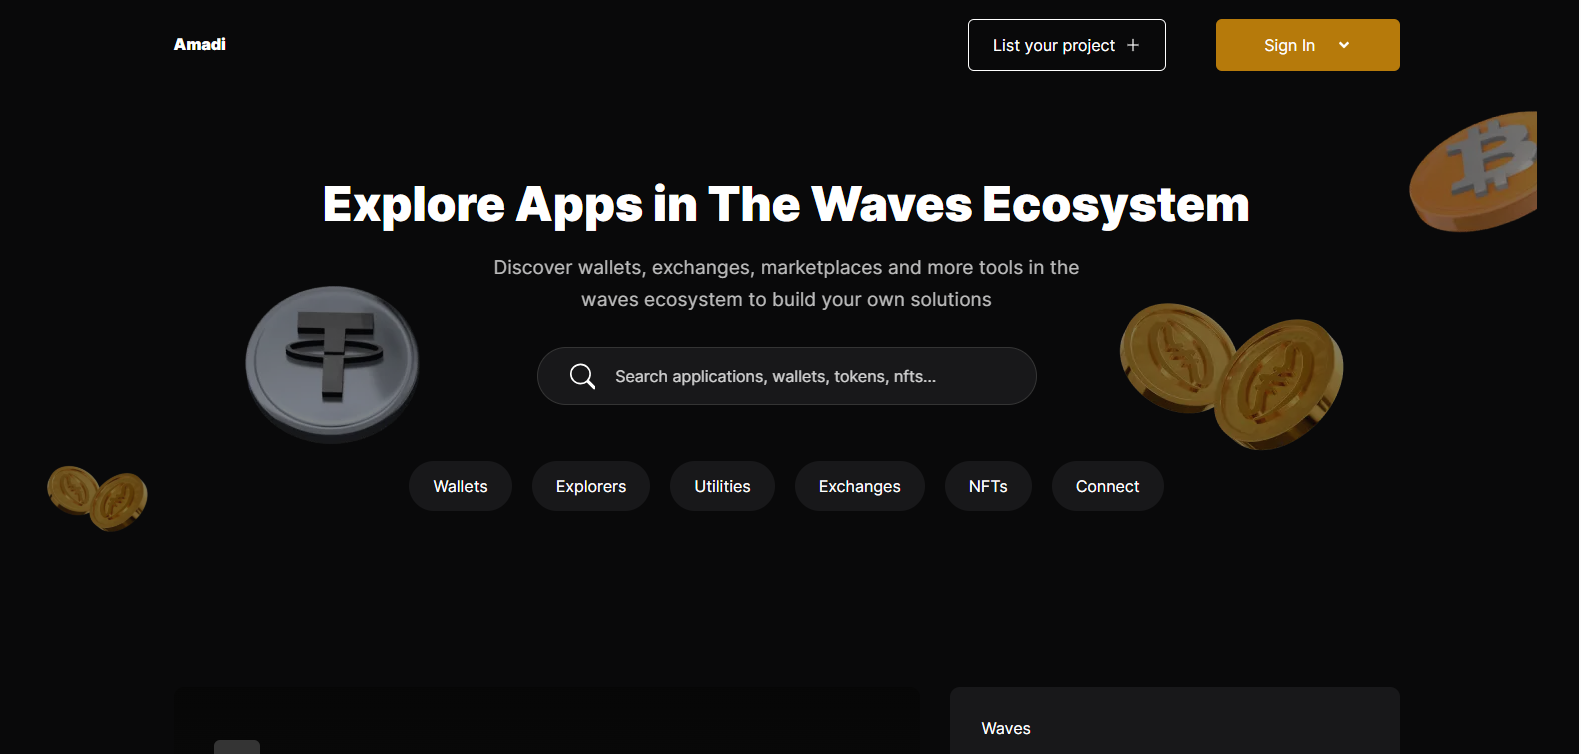 Amadi
List your project +
Sign In
Explore Apps in The Waves Ecosystem
Discover wallets, exchanges, marketplaces and more tools in the
waves ecosystem to build your own solutions
Search applications, wallets, tokens, nfts...
Wallets
Explorers
Utilities
Exchanges
NFTs
Connect
Waves